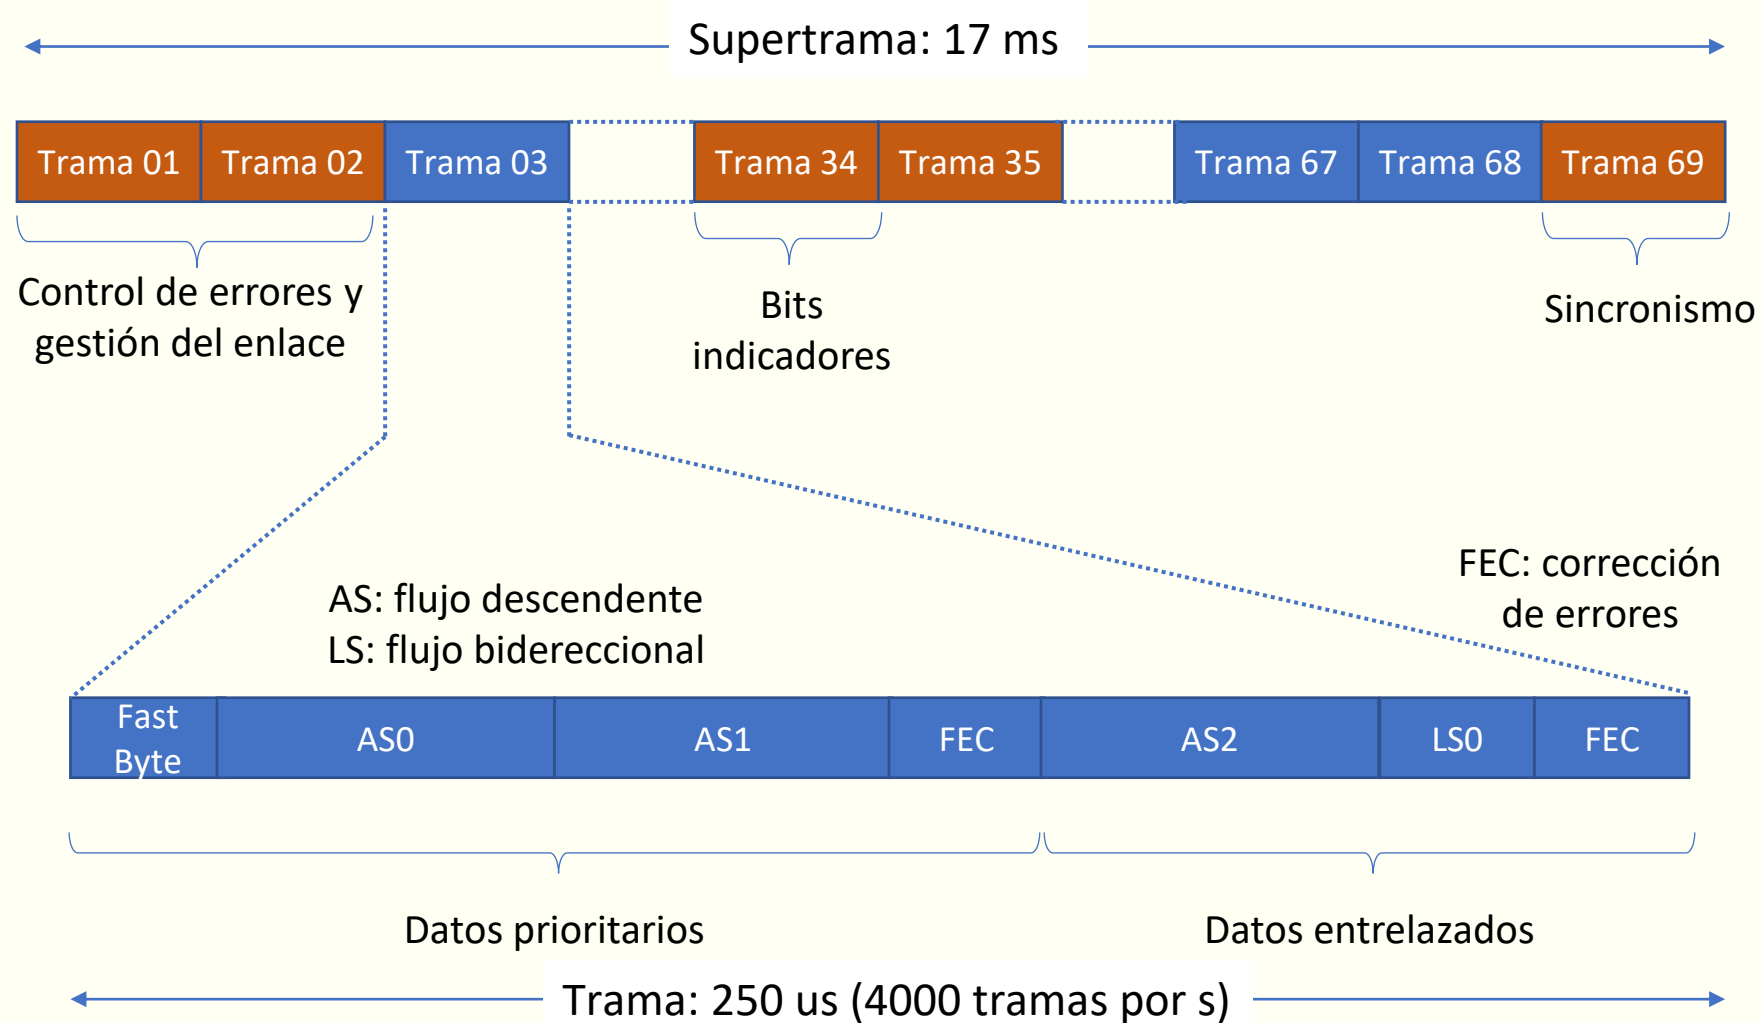 Supertrama: 17 ms
Trama 01 Trama 02 Trama 03 Trama 34 Trama 35 Trama 67 Trama 68 Trama 69
Control de errores y
gestión del enlace
Bits
indicadores
Sincronismo
FEC: corrección
de errores
AS: flujo descendente
LS: flujo bidereccional
Fast
Byte
AS0 AS1 FEC AS2 LS0 FEC
Datos prioritarios Datos entrelazados
Trama: 250 us (4000 tramas por s)